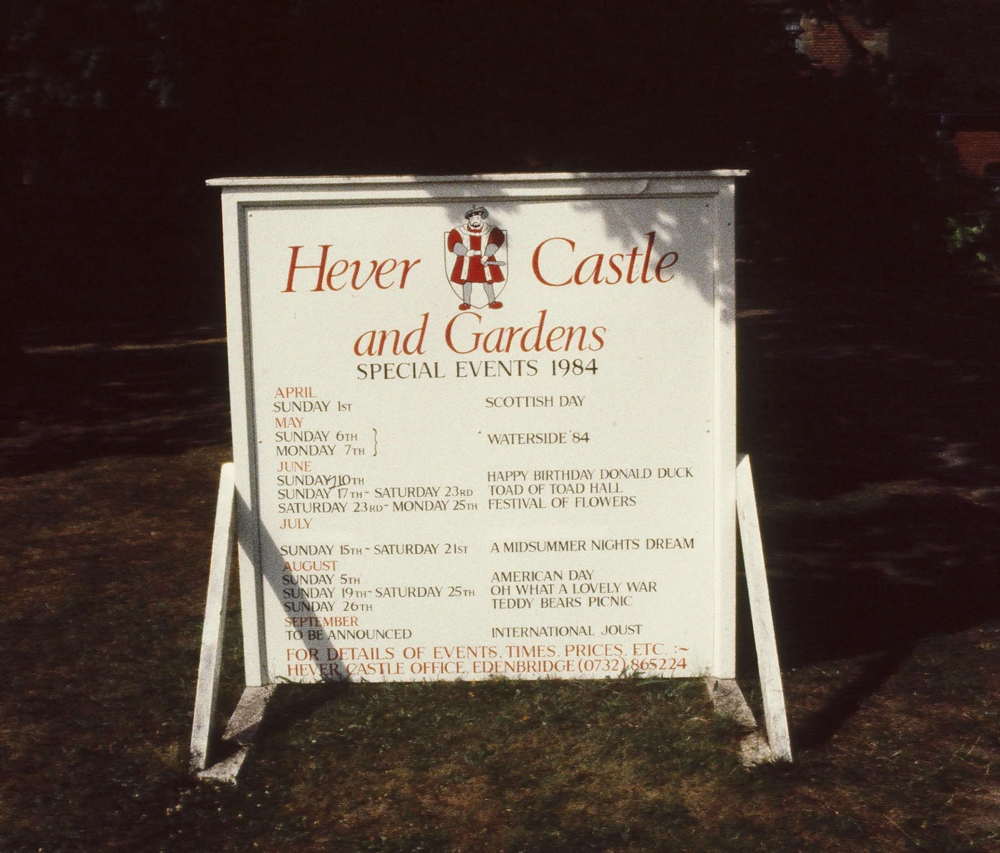 Hever Castle
and Gardens
SPECIAL EVENTS 1984
APRIL
SUNDAY 1ST SCOTTISH DAY
MAY
SUNDAY 6TH
MONDAY 7TH } WATERSIDE '84
JUNE
SUNDAY 10TH HAPPY BIRTHDAY DONALD DUCK
SUNDAY 17TH - SATURDAY 23RD TOAD OF TOAD HALL
SATURDAY 23RD - MONDAY 25TH FESTIVAL OF FLOWERS
JULY
SUNDAY 15TH - SATURDAY 21ST A MIDSUMMER NIGHTS DREAM
AUGUST
SUNDAY 5TH AMERICAN DAY
SUNDAY 19TH - SATURDAY 25TH OH WHAT A LOVELY WAR
SUNDAY 26TH TEDDY BEARS PICNIC
SEPTEMBER
TO BE ANNOUNCED INTERNATIONAL JOUST
FOR DETAILS OF EVENTS, TIMES, PRICES, ETC. :~
HEVER CASTLE OFFICE, EDENBRIDGE (0732) 865224